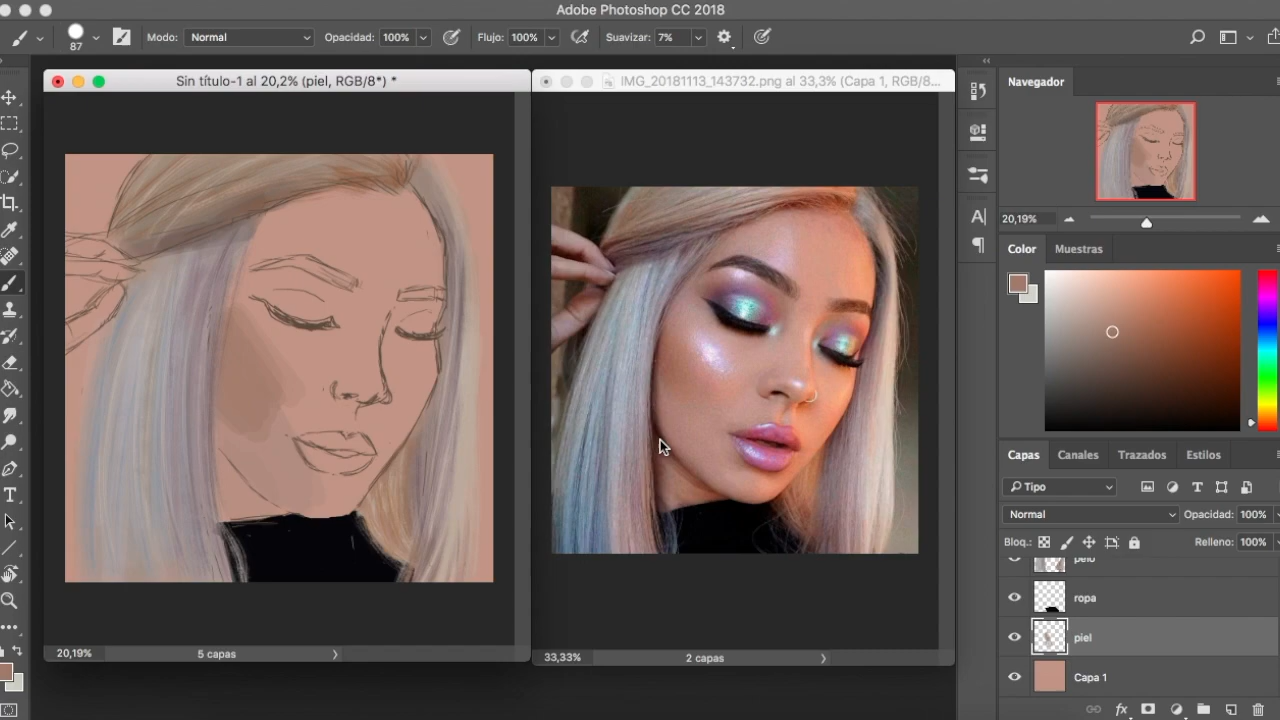 Adobe Photoshop CC 2018
87
Modo: Normal
Opacidad: 100%
Flujo: 100%
Suavizar: 7%
Sin título-1 al 20,2% (piel, RGB/8*) *
IMG_20181113_143732.png al 33,3% (Capa 1, RGB/8...
Navegador
20,19%
Color
Muestras
Capas
Canales
Trazados
Estilos
Tipo
Normal
Opacidad: 100%
Bloq.:
Relleno: 100%
pelo
ropa
piel
Capa 1
20,19%
5 capas
33,33%
2 capas